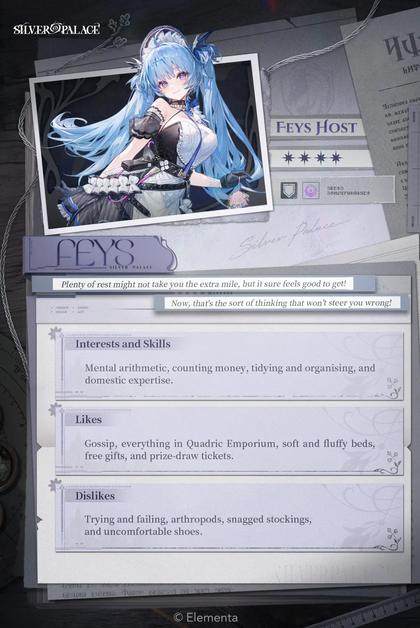 SILVER PALACE
FEYS HOST
FEYS
SILVER PALACE
Silver Palace
Plenty of rest might not take you the extra mile, but it sure feels good to get!
Now, that's the sort of thinking that won't steer you wrong!
Interests and Skills
Mental arithmetic, counting money, tidying and organising, and
domestic expertise.
Likes
Gossip, everything in Quadric Emporium, soft and fluffy beds,
free gifts, and prize-draw tickets.
Dislikes
Trying and failing, arthropods, snagged stockings,
and uncomfortable shoes.
© Elementa